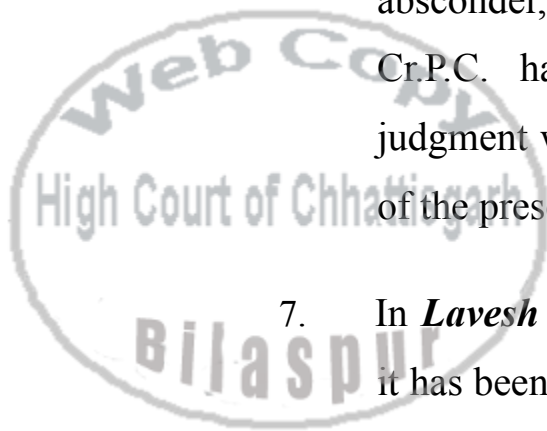 absconder,
Cr.P.C. ha
judgment v
of the pres
7. In Lavesh
it has been
Web Copy
High Court of Chhattisgarh
Bilaspur